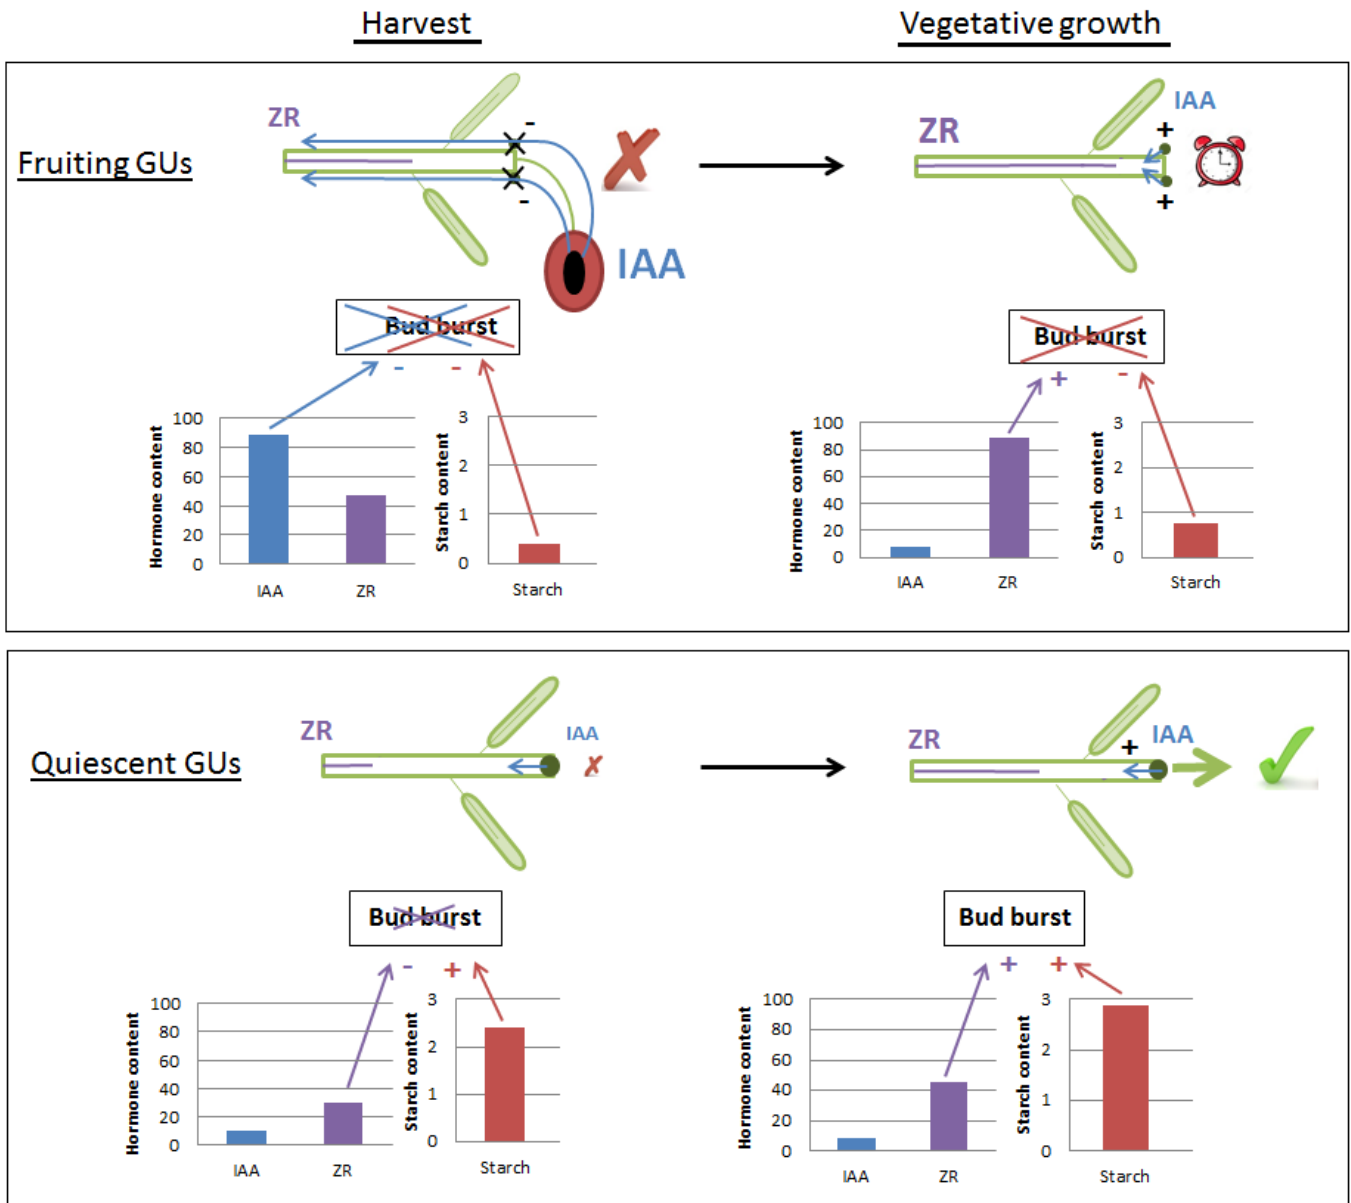 Harvest
Vegetative growth
Fruiting GUs
ZR
-
-
IAA
ZR
IAA
+
+
Bud burst
- -
Hormone content
100
80
60
40
20
0
IAA ZR
Starch content
3
2
1
0
Starch
Bud burst
+ -
Hormone content
100
80
60
40
20
0
IAA ZR
Starch content
3
2
1
0
Starch
Quiescent GUs
ZR
IAA
ZR
+
IAA
Bud burst
- +
Hormone content
100
80
60
40
20
0
IAA ZR
Starch content
3
2
1
0
Starch
Bud burst
+ +
Hormone content
100
80
60
40
20
0
IAA ZR
Starch content
3
2
1
0
Starch